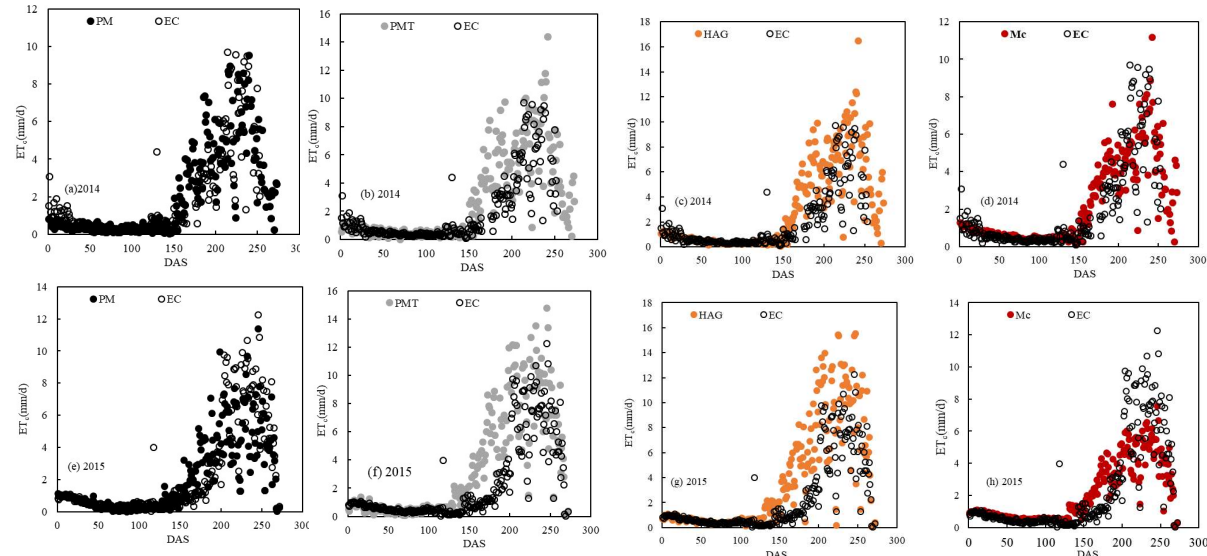 PM EC
12
10
8
6
4
2
0
ETc(mm/d)
(a)2014
0 50 100 150 200 250 300
DAS
PMT EC
16
14
12
10
8
6
4
2
0
ETc(mm/d)
(b) 2014
0 50 100 150 200 250 300
DAS
HAG EC
18
16
14
12
10
8
6
4
2
0
ETc(mm/d)
(c) 2014
0 50 100 150 200 250 300
DAS
Mc EC
12
10
8
6
4
2
0
ETc(mm/d)
(d) 2014
0 50 100 150 200 250 300
DAS
PM EC
14
12
10
8
6
4
2
0
ETc(mm/d)
(e) 2015
0 50 100 150 200 250 300
DAS
PMT EC
16
14
12
10
8
6
4
2
0
ETc(mm/d)
(f) 2015
0 50 100 150 200 250 300
DAS
HAG EC
18
16
14
12
10
8
6
4
2
0
ETc(mm/d)
(g) 2015
0 50 100 150 200 250 300
DAS
Mc EC
14
12
10
8
6
4
2
0
ETc(mm/d)
(h) 2015
0 50 100 150 200 250 300
DAS